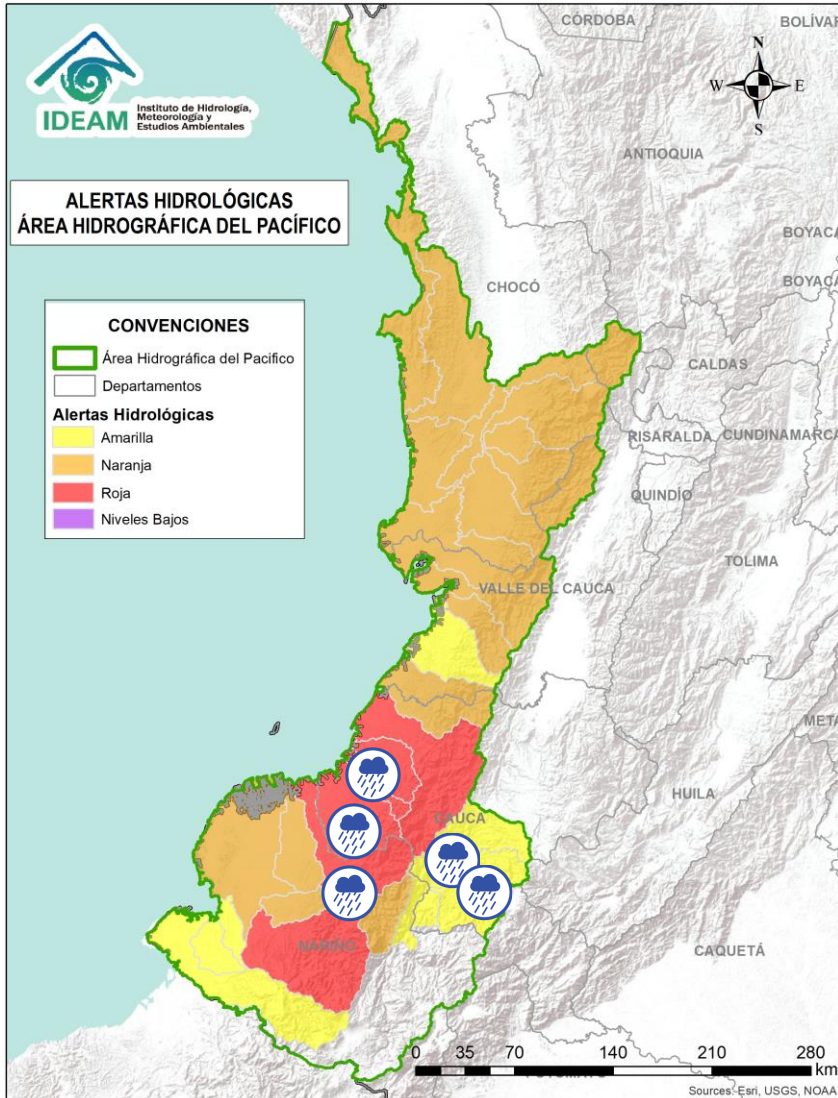 CÓRDOBA
BOLÍVAR
IDEAM
Instituto de Hidrología,
Meteorología y
Estudios Ambientales
N
W
E
S
ANTIOQUIA
ALERTAS HIDROLÓGICAS
ÁREA HIDROGRÁFICA DEL PACÍFICO
BOYACÁ
BOYACÁ
CHOCÓ
CONVENCIONES
Área Hidrográfica del Pacifico
Departamentos
Alertas Hidrológicas
Amarilla
Naranja
Roja
Niveles Bajos
CALDAS
RISARALDA
CUNDINAMARCA
QUINDÍO
TOLIMA
VALLE DEL CAUCA
META
HUILA
CAUCA
NARIÑO
CAQUETÁ
0 35 70 140 210 280
km
Sources: Esri, USGS, NOAA